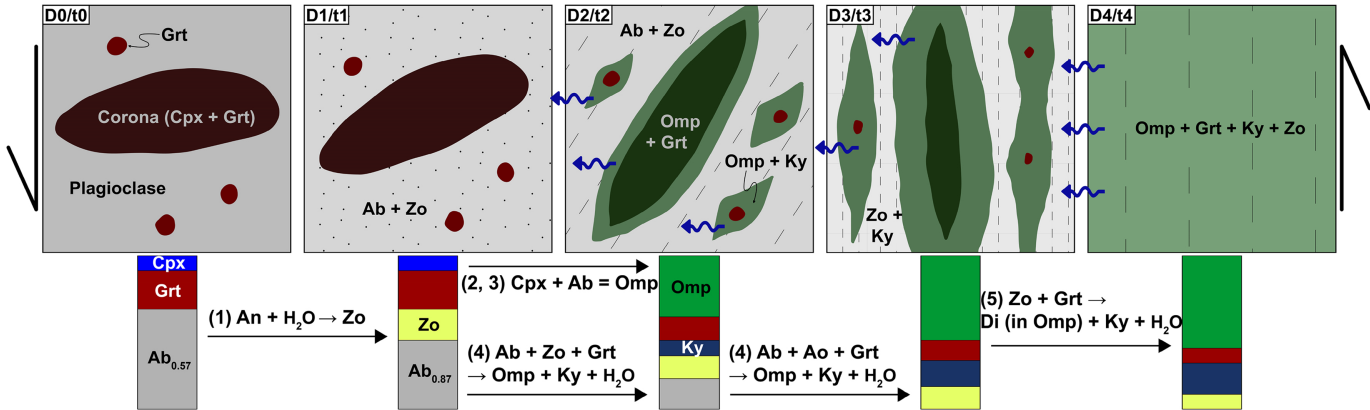 D0/t0
Grt
Corona (Cpx + Grt)
Plagioclase
D1/t1
Ab + Zo
D2/t2
Ab + Zo
Omp
+ Grt
Omp + Ky
D3/t3
Zo +
Ky
D4/t4
Omp + Grt + Ky + Zo
Cpx
Grt
Ab0.57
(1) An + H2O → Zo
Zo
Ab0.87
(2, 3) Cpx + Ab = Omp
(4) Ab + Zo + Grt
→ Omp + Ky + H2O
Omp
Ky
(4) Ab + Ao + Grt
→ Omp + Ky + H2O
(5) Zo + Grt →
Di (in Omp) + Ky + H2O